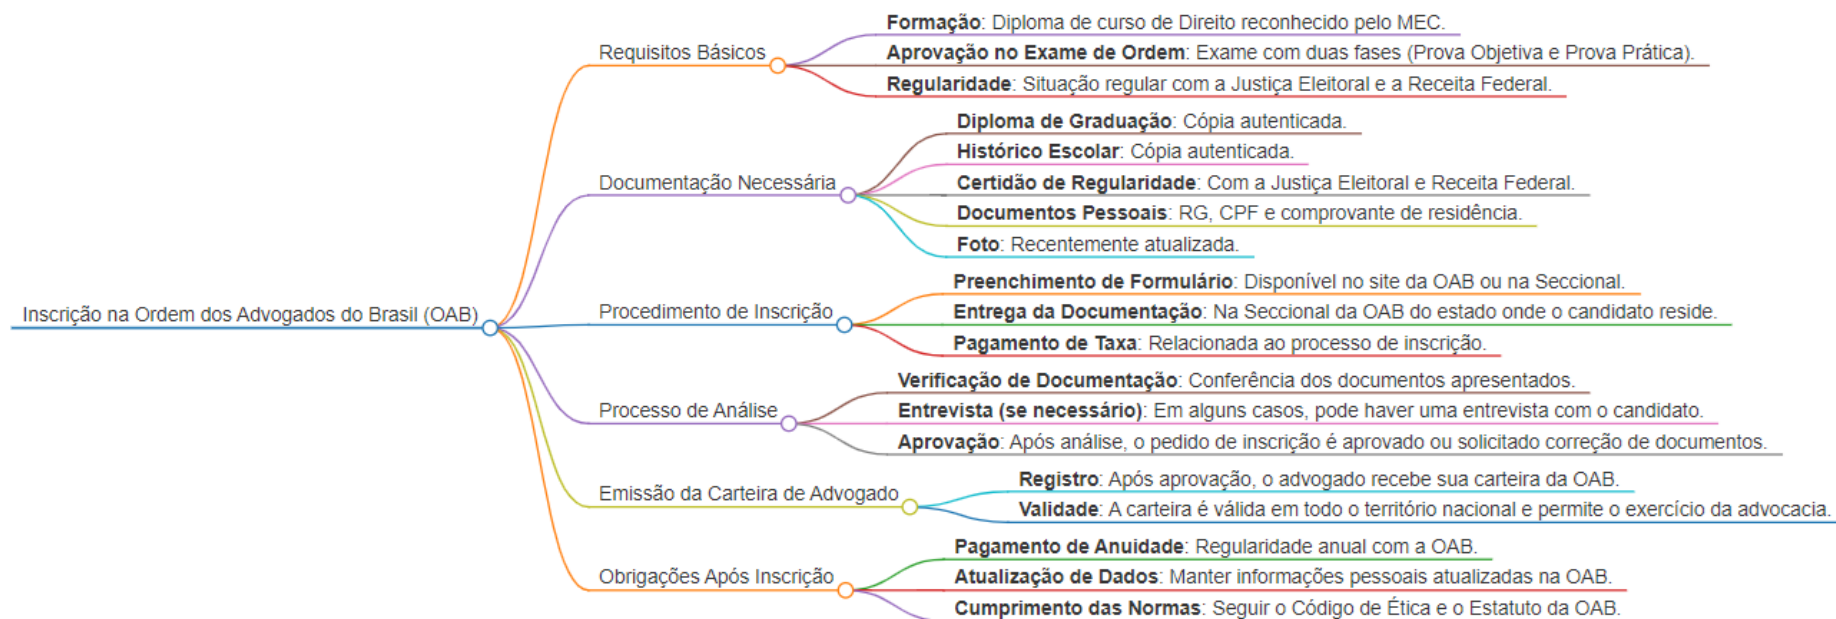 Inscrição na Ordem dos Advogados do Brasil (OAB)
Requisitos Básicos
Formação: Diploma de curso de Direito reconhecido pelo MEC.
Aprovação no Exame de Ordem: Exame com duas fases (Prova Objetiva e Prova Prática).
Regularidade: Situação regular com a Justiça Eleitoral e a Receita Federal.
Documentação Necessária
Diploma de Graduação: Cópia autenticada.
Histórico Escolar: Cópia autenticada.
Certidão de Regularidade: Com a Justiça Eleitoral e Receita Federal.
Documentos Pessoais: RG, CPF e comprovante de residência.
Foto: Recentemente atualizada.
Procedimento de Inscrição
Preenchimento de Formulário: Disponível no site da OAB ou na Seccional.
Entrega da Documentação: Na Seccional da OAB do estado onde o candidato reside.
Pagamento de Taxa: Relacionada ao processo de inscrição.
Processo de Análise
Verificação de Documentação: Conferência dos documentos apresentados.
Entrevista (se necessário): Em alguns casos, pode haver uma entrevista com o candidato.
Aprovação: Após análise, o pedido de inscrição é aprovado ou solicitado correção de documentos.
Emissão da Carteira de Advogado
Registro: Após aprovação, o advogado recebe sua carteira da OAB.
Validade: A carteira é válida em todo o território nacional e permite o exercício da advocacia.
Obrigações Após Inscrição
Pagamento de Anuidade: Regularidade anual com a OAB.
Atualização de Dados: Manter informações pessoais atualizadas na OAB.
Cumprimento das Normas: Seguir o Código de Ética e o Estatuto da OAB.